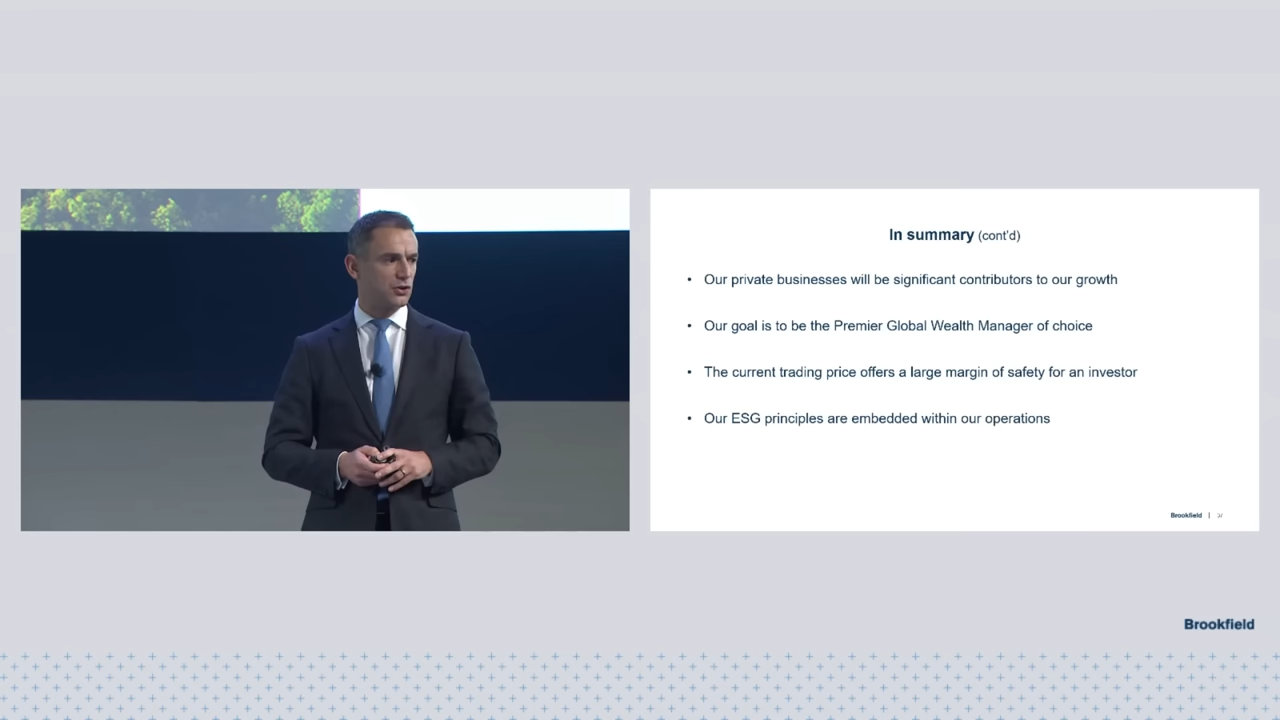 In summary (cont'd)
• Our private businesses will be significant contributors to our growth
• Our goal is to be the Premier Global Wealth Manager of choice
• The current trading price offers a large margin of safety for an investor
• Our ESG principles are embedded within our operations
Brookfield |
Brookfield